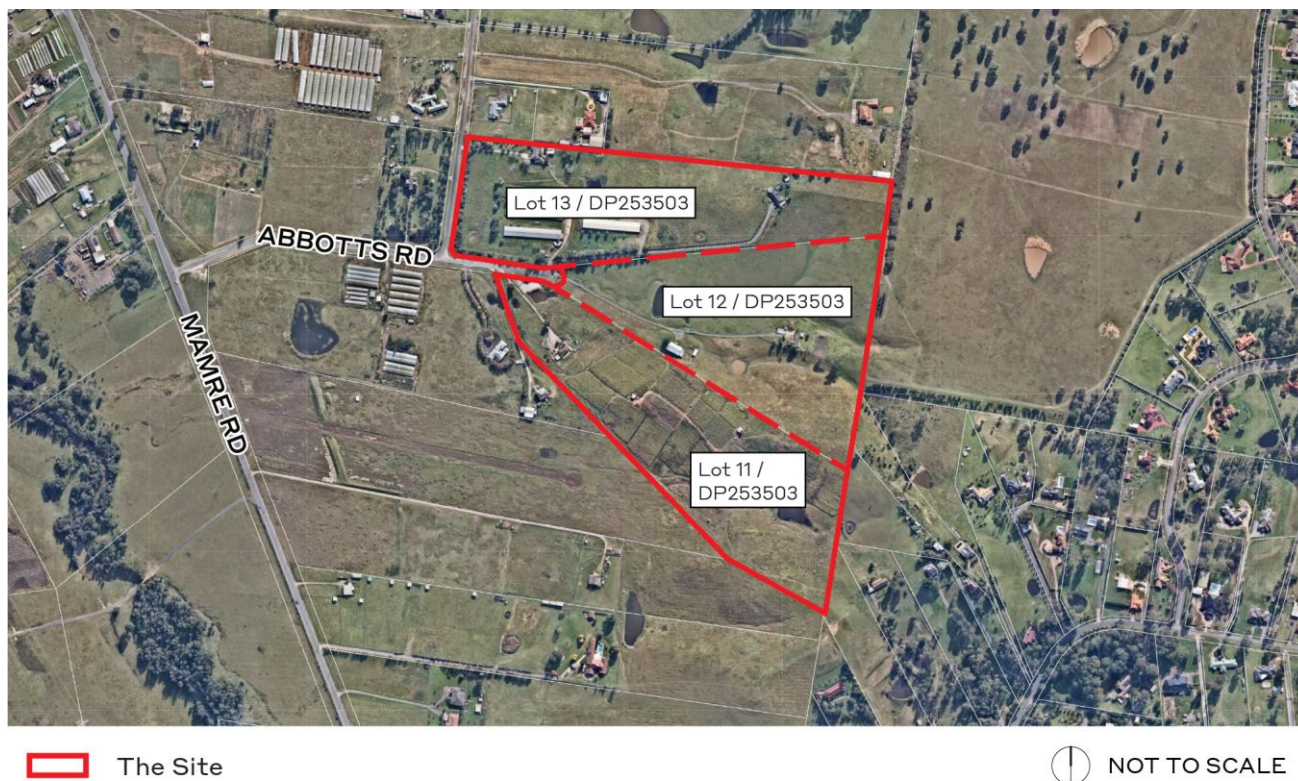 Lot 13 / DP253503
ABBOTTS RD
Lot 12 / DP253503
MAMRE RD
Lot 11 /
DP253503
The Site
NOT TO SCALE